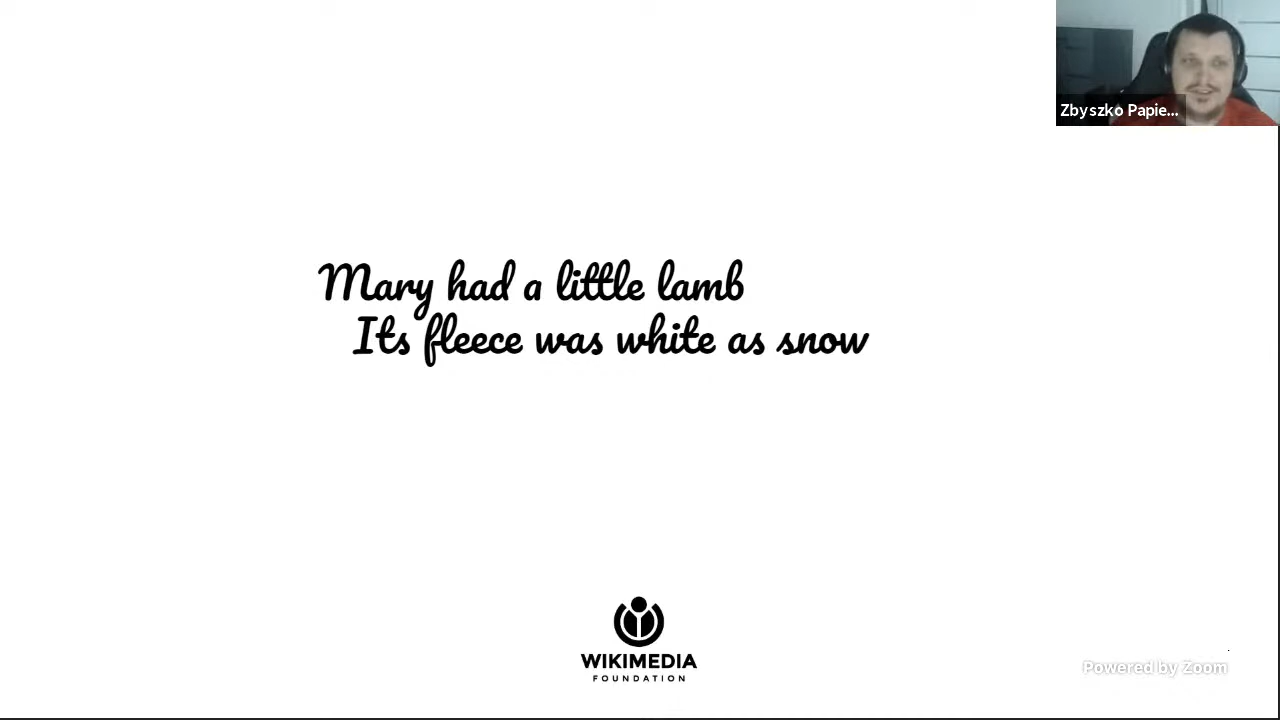 Zbyszko Papie...
Mary had a little lamb
Its fleece was white as snow
WIKIMEDIA
FOUNDATION
Powered by Zoom